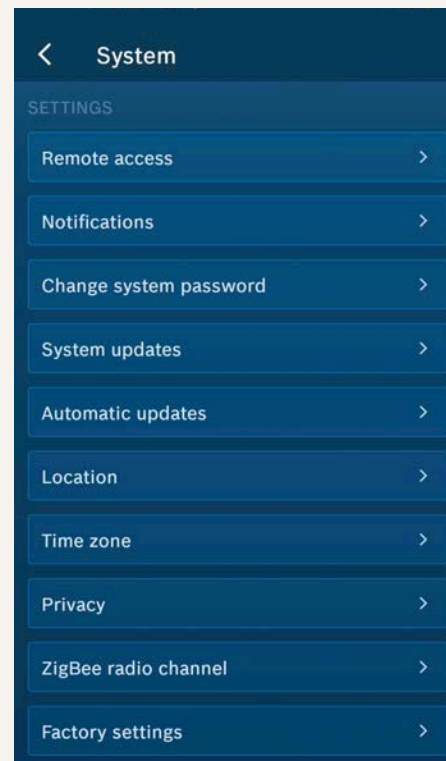 System
SETTINGS
Remote access
Notifications
Change system password
System updates
Automatic updates
Location
Time zone
Privacy
ZigBee radio channel
Factory settings